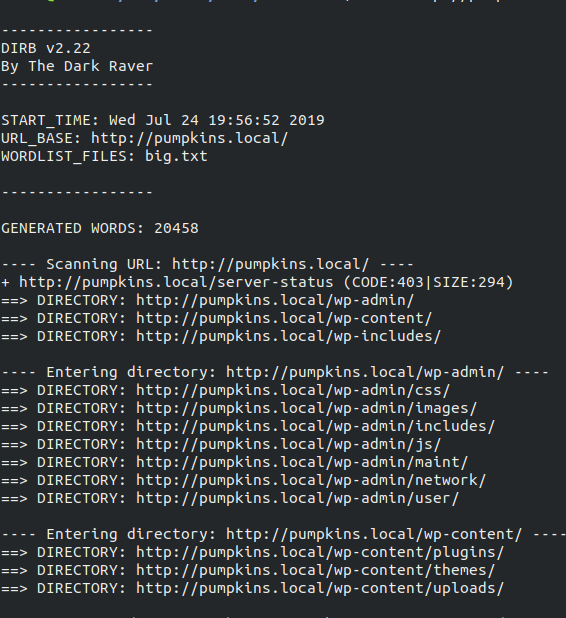 -----------------
DIRB v2.22
By The Dark Raver
-----------------
START_TIME: Wed Jul 24 19:56:52 2019
URL_BASE: http://pumpkins.local/
WORDLIST_FILES: big.txt
-----------------
GENERATED WORDS: 20458
---- Scanning URL: http://pumpkins.local/ ----
+ http://pumpkins.local/server-status (CODE:403|SIZE:294)
==> DIRECTORY: http://pumpkins.local/wp-admin/
==> DIRECTORY: http://pumpkins.local/wp-content/
==> DIRECTORY: http://pumpkins.local/wp-includes/
---- Entering directory: http://pumpkins.local/wp-admin/ ----
==> DIRECTORY: http://pumpkins.local/wp-admin/css/
==> DIRECTORY: http://pumpkins.local/wp-admin/images/
==> DIRECTORY: http://pumpkins.local/wp-admin/includes/
==> DIRECTORY: http://pumpkins.local/wp-admin/js/
==> DIRECTORY: http://pumpkins.local/wp-admin/maint/
==> DIRECTORY: http://pumpkins.local/wp-admin/network/
==> DIRECTORY: http://pumpkins.local/wp-admin/user/
---- Entering directory: http://pumpkins.local/wp-content/ ----
==> DIRECTORY: http://pumpkins.local/wp-content/plugins/
==> DIRECTORY: http://pumpkins.local/wp-content/themes/
==> DIRECTORY: http://pumpkins.local/wp-content/uploads/